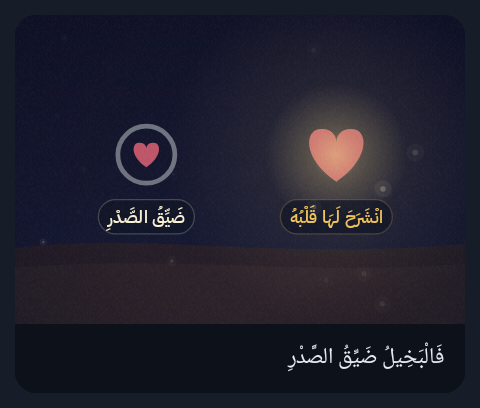 انْشَرَحَ لَهَا قَلْبُهُ
ضَيِّقُ الصَّدْرِ
فَالْبَخِيلُ ضَيِّقُ الصَّدْرِ